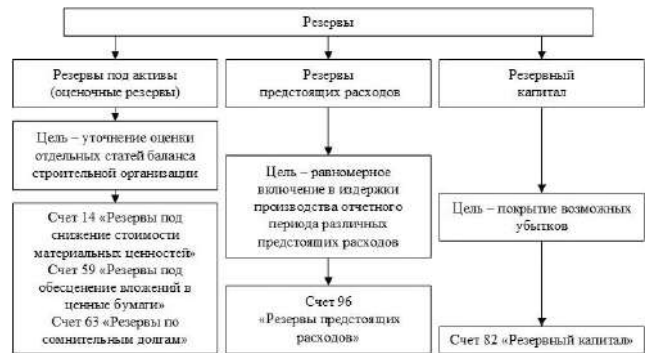 Резервы
Резервы под активы
(оценочные резервы)
Цель – уточнение оценки
отдельных статей баланса
строительной организации
Счет 14 «Резервы под
снижение стоимости
материальных ценностей»
Счет 59 «Резервы под
обесценение вложений в
ценные бумаги»
Счет 63 «Резервы по
сомнительным долгам»
Резервы
предстоящих расходов
Цель – равномерное
включение в издержки
производства отчетного
периода различных
предстоящих расходов
Счет 96
«Резервы предстоящих
расходов»
Резервный
капитал
Цель – покрытие возможных
убытков
Счет 82 «Резервный капитал»